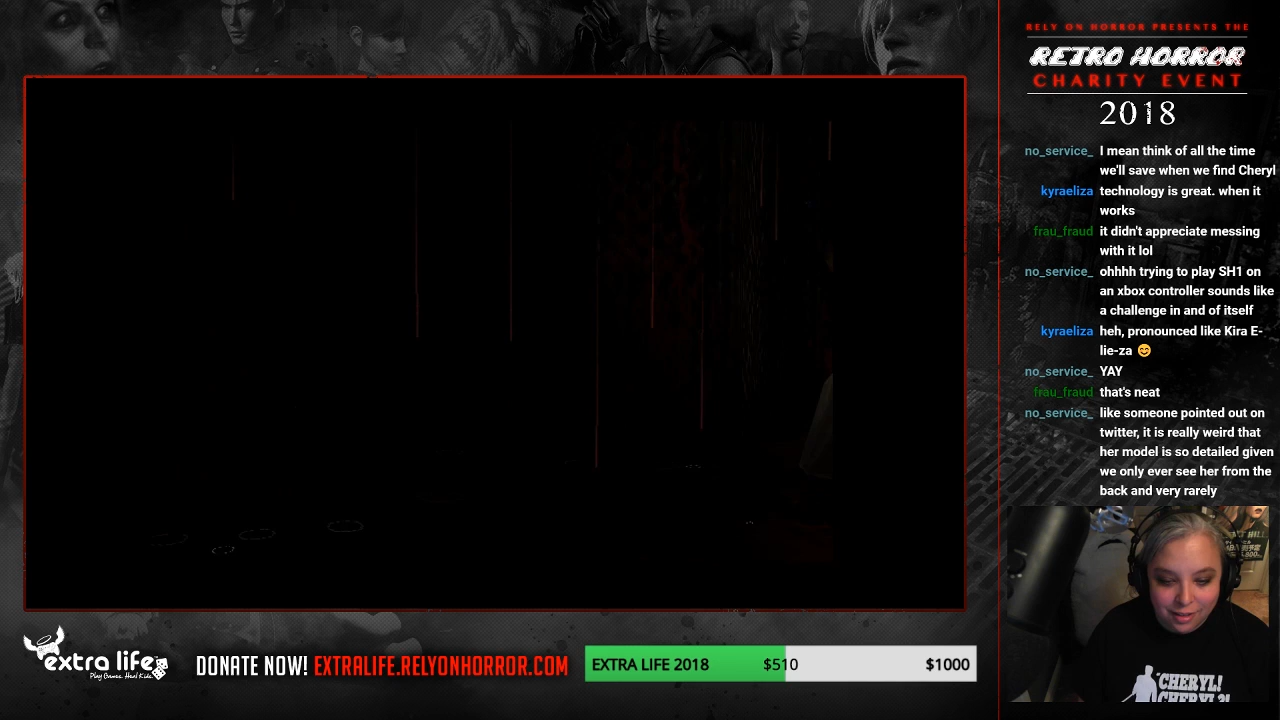 RELY ON HORROR PRESENTS THE
RETRO HORROR
CHARITY EVENT
2018
no_service_ I mean think of all the time
we'll save when we find Cheryl
kyraeliza technology is great. when it
works
frau_fraud it didn't appreciate messing
with it lol
no_service_ ohhhh trying to play SH1 on
an xbox controller sounds like
a challenge in and of itself
kyraeliza heh, pronounced like Kira E-
lie-za 😊
no_service_ YAY
frau_fraud that's neat
no_service_ like someone pointed out on
twitter, it is really weird that
her model is so detailed given
we only ever see her from the
back and very rarely
"CHERYL!
CHERYL?!
extra life
Play Games. Heal Kids.
DONATE NOW! EXTRALIFE.RELYONHORROR.COM
EXTRA LIFE 2018 $510 $1000